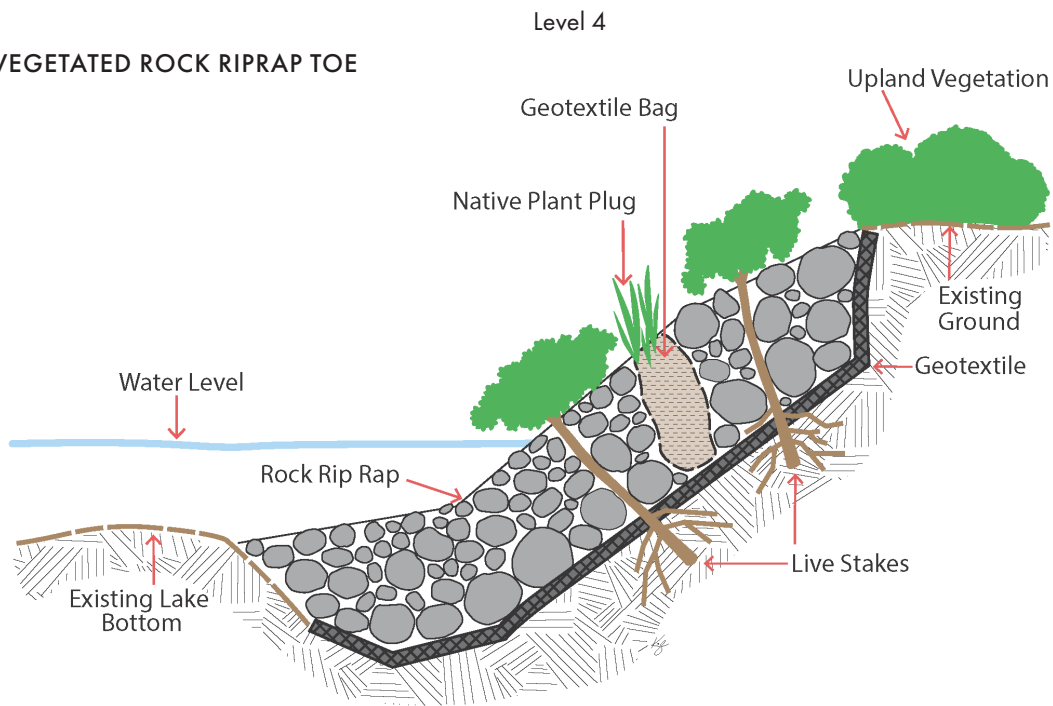 Level 4
VEGETATED ROCK RIPRAP TOE
Upland Vegetation
Geotextile Bag
Native Plant Plug
Existing
Ground
Geotextile
Water Level
Rock Rip Rap
Live Stakes
Existing Lake
Bottom